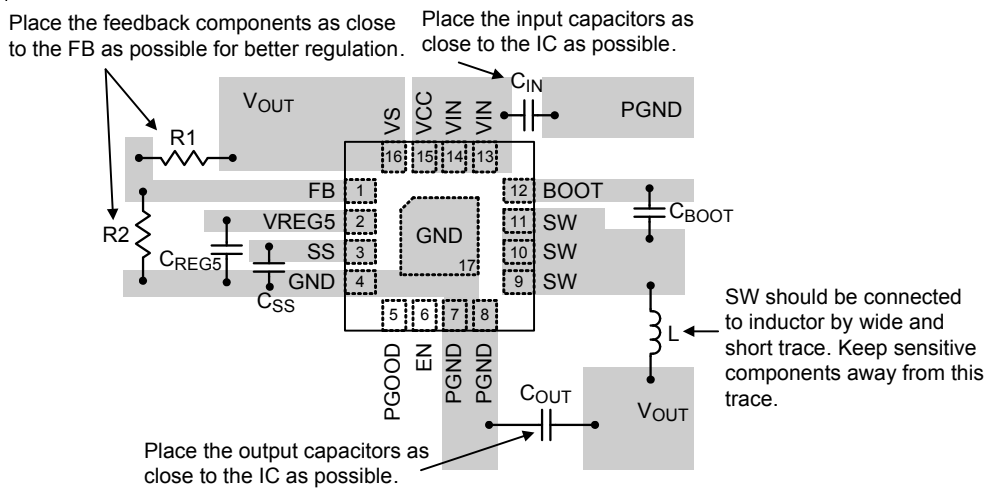 Place the feedback components as close
to the FB as possible for better regulation.
Place the input capacitors as
close to the IC as possible.
CIN
VOUT
PGND
VS
VCC
VIN
VIN
R1
16
15
14
13
FB
1
12
BOOT
VREG5
2
11
SW
CBOOT
R2
GND
SS
3
10
SW
CREG5
17
GND
4
9
SW
CSS
5
6
7
8
SW should be connected
to inductor by wide and
short trace. Keep sensitive
components away from this
trace.
L
PGOOD
EN
PGND
PGND
COUT
VOUT
Place the output capacitors as
close to the IC as possible.